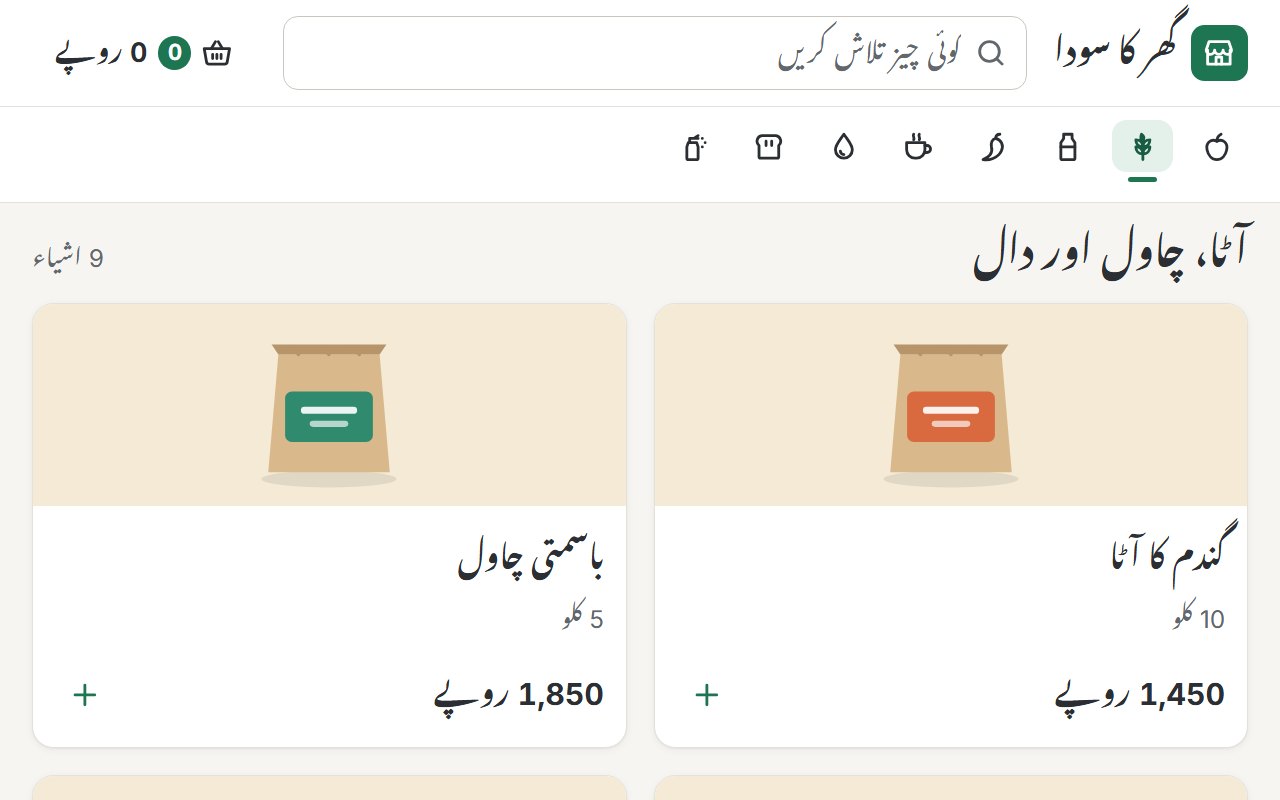 گھر کا سودا
کوئی چیز تلاش کریں
0
0 روپے
آٹا، چاول اور دال
9 اشیاء
گندم کا آٹا
10 کلو
1,450 روپے
باسمتی چاول
5 کلو
1,850 روپے